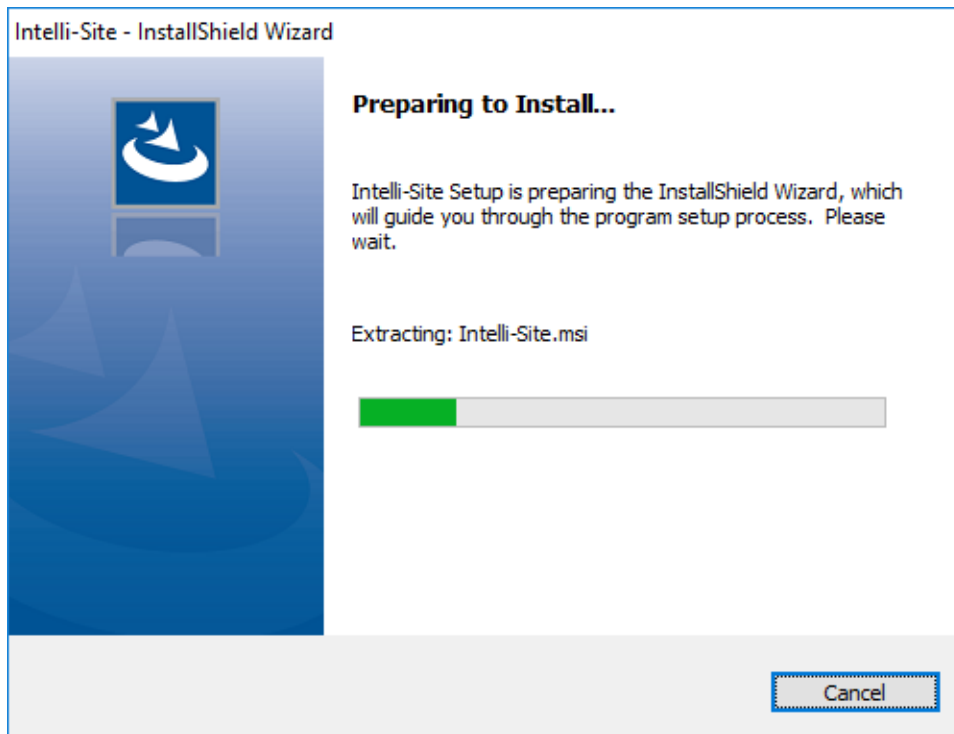 Intelli-Site - InstallShield Wizard
Preparing to Install...
Intelli-Site Setup is preparing the InstallShield Wizard, which
will guide you through the program setup process.  Please
wait.
Extracting: Intelli-Site.msi
Cancel